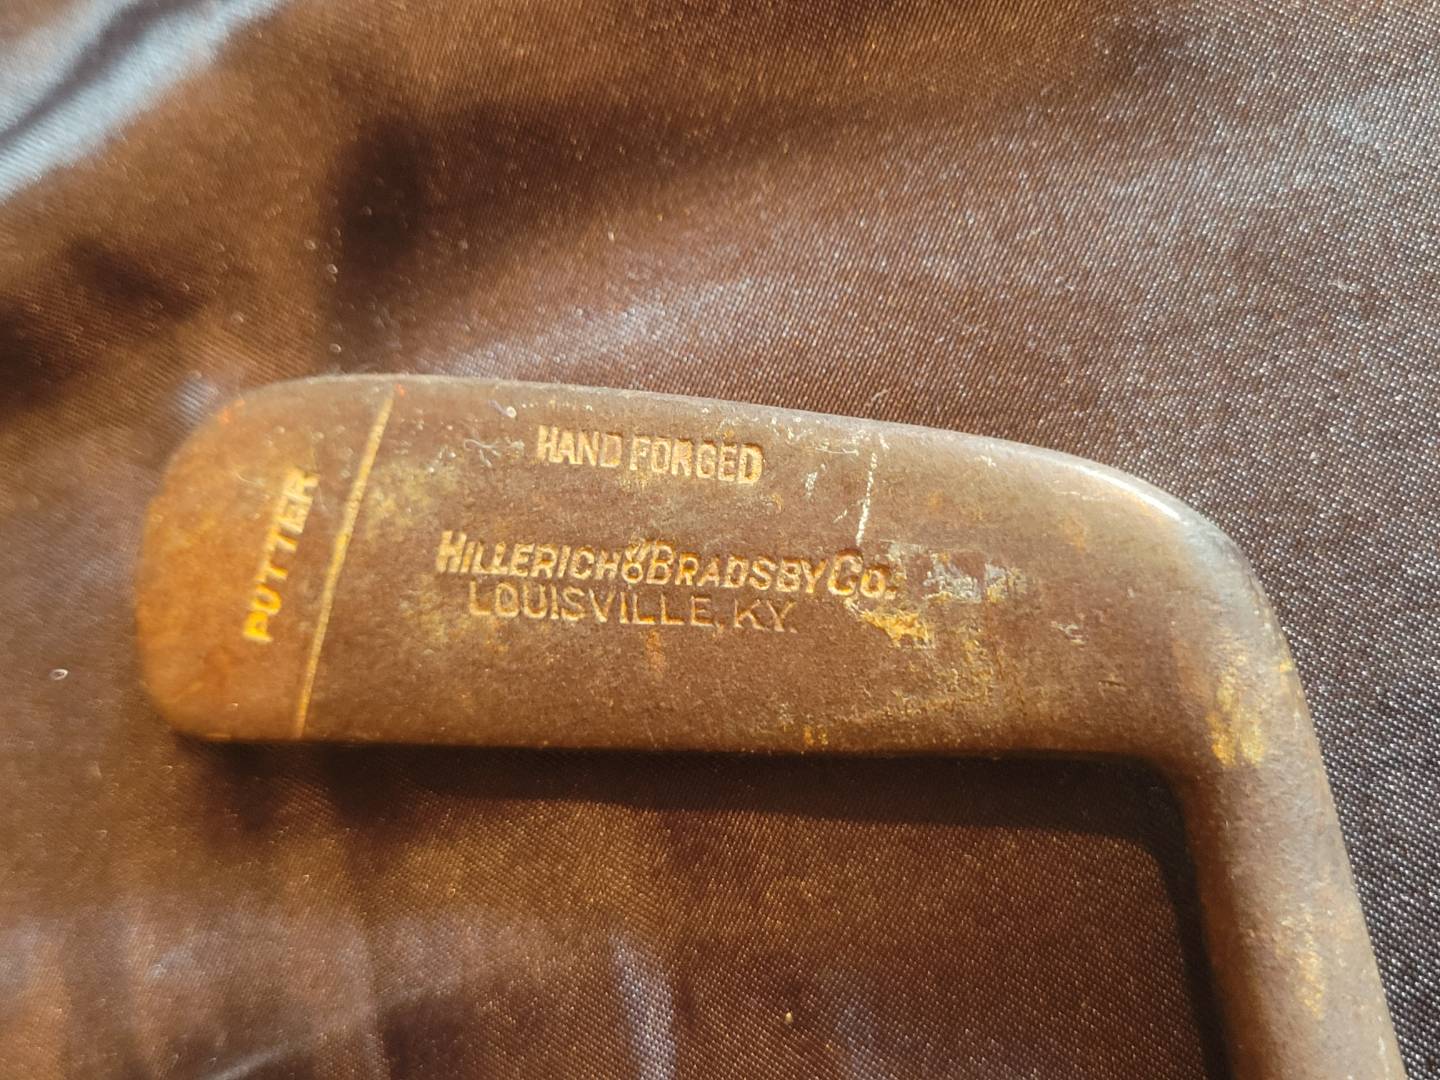 HAND FORGED
HILLERICH & BRADSBY CO.
LOUISVILLE, KY.
PUTTER